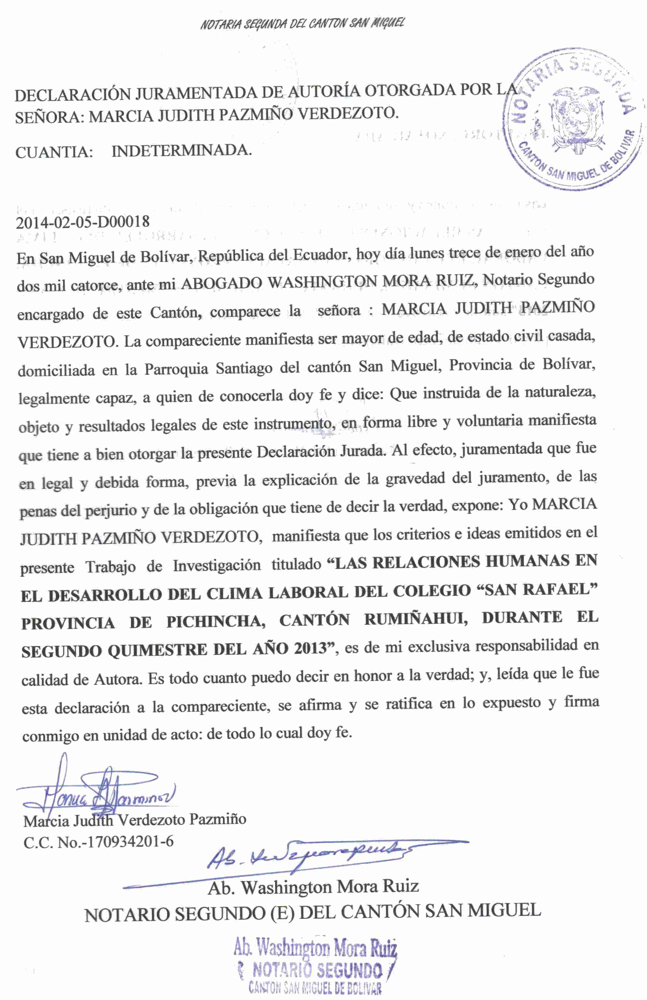 NOTARIA SEGUNDA DEL CANTON SAN MIGUEL
NOTARIA SEGUNDA
CANTON SAN MIGUEL DE BOLIVAR
DECLARACIÓN JURAMENTADA DE AUTORÍA OTORGADA POR LA
SEÑORA: MARCIA JUDITH PAZMIÑO VERDEZOTO.
CUANTIA: INDETERMINADA.
2014-02-05-D00018
En San Miguel de Bolívar, República del Ecuador, hoy día lunes trece de enero del año
dos mil catorce, ante mi ABOGADO WASHINGTON MORA RUIZ, Notario Segundo
encargado de este Cantón, comparece la señora : MARCIA JUDITH PAZMIÑO
VERDEZOTO. La compareciente manifiesta ser mayor de edad, de estado civil casada,
domiciliada en la Parroquia Santiago del cantón San Miguel, Provincia de Bolívar,
legalmente capaz, a quien de conocerla doy fe y dice: Que instruida de la naturaleza,
objeto y resultados legales de este instrumento, en forma libre y voluntaria manifiesta
que tiene a bien otorgar la presente Declaración Jurada. Al efecto, juramentada que fue
en legal y debida forma, previa la explicación de la gravedad del juramento, de las
penas del perjurio y de la obligación que tiene de decir la verdad, expone: Yo MARCIA
JUDITH PAZMIÑO VERDEZOTO, manifiesta que los criterios e ideas emitidos en el
presente Trabajo de Investigación titulado “LAS RELACIONES HUMANAS EN
EL DESARROLLO DEL CLIMA LABORAL DEL COLEGIO “SAN RAFAEL”
PROVINCIA DE PICHINCHA, CANTÓN RUMIÑAHUI, DURANTE EL
SEGUNDO QUIMESTRE DEL AÑO 2013”, es de mi exclusiva responsabilidad en
calidad de Autora. Es todo cuanto puedo decir en honor a la verdad; y, leída que le fue
esta declaración a la compareciente, se afirma y se ratifica en lo expuesto y firma
conmigo en unidad de acto: de todo lo cual doy fe.
Marcia Judith Verdezoto Pazmiño
C.C. No.-170934201-6
Ab. Washington Mora Ruiz
NOTARIO SEGUNDO (E) DEL CANTÓN SAN MIGUEL
Ab. Washington Mora Ruiz
NOTARIO SEGUNDO
CANTON SAN MIGUEL DE BOLIVAR